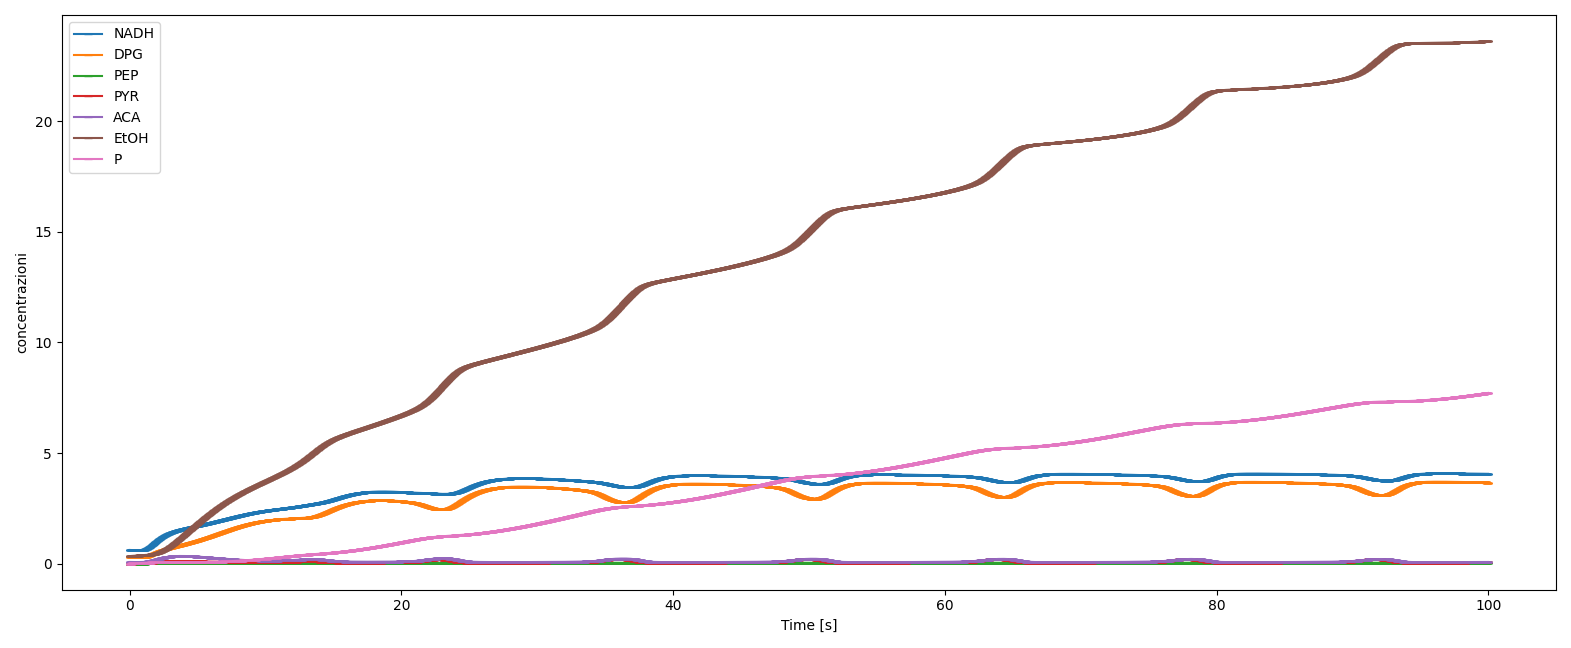 NADH
DPG
PEP
PYR
ACA
EtOH
P
concentrazioni
20
15
10
5
0
0 20 40 60 80 100
Time [s]